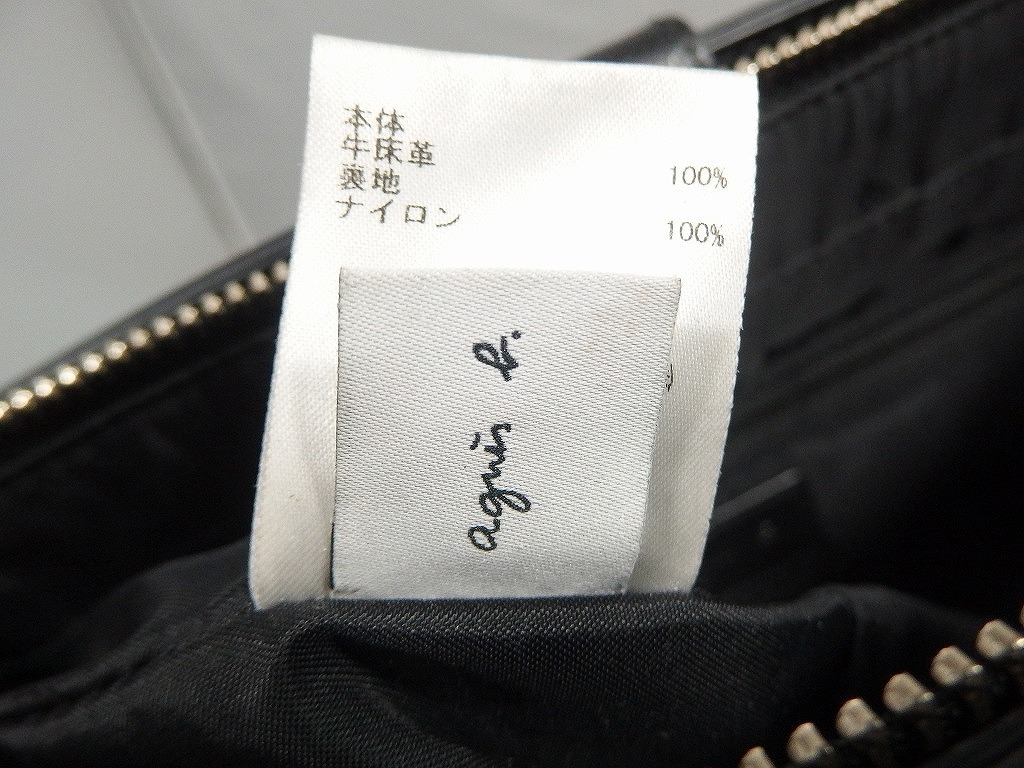 本体
牛床革 100%
裏地
ナイロン 100%
agnès b.